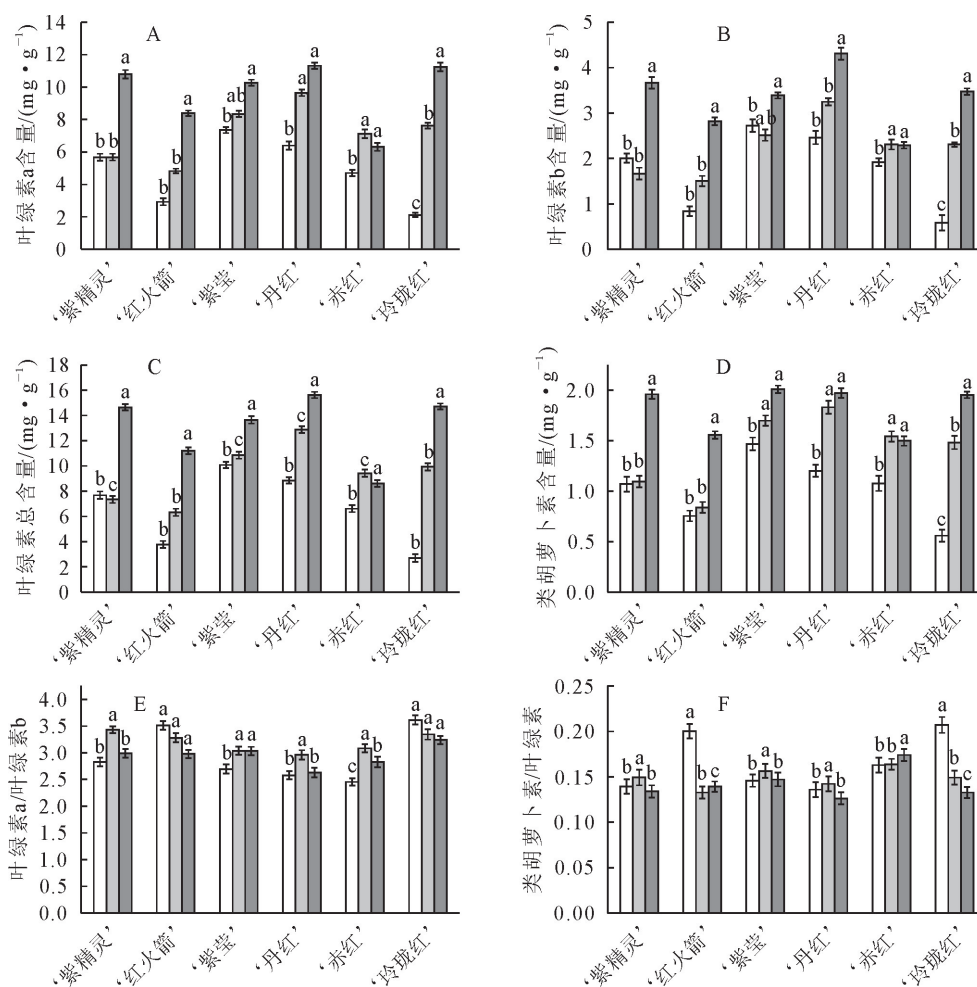 A
叶绿素a含量/(mg·g⁻¹)
14
12
10
8
6
4
2
0
b b a
b b a
b ab a
b a a
b a a
c b a
‘紫精灵’ ‘红火箭’ ‘紫莹’ ‘丹红’ ‘赤红’ ‘玲珑红’
B
叶绿素b含量/(mg·g⁻¹)
5
4
3
2
1
0
b b a
b b a
b ab a
b b a
b a a
c b a
‘紫精灵’ ‘红火箭’ ‘紫莹’ ‘丹红’ ‘赤红’ ‘玲珑红’
C
叶绿素总含量/(mg·g⁻¹)
18
16
14
12
10
8
6
4
2
0
b c a
b b a
b c a
b c a
b c a
b b a
‘紫精灵’ ‘红火箭’ ‘紫莹’ ‘丹红’ ‘赤红’ ‘玲珑红’
D
类胡萝卜素含量/(mg·g⁻¹)
2.0
1.5
1.0
0.5
0.0
b b a
b b a
b a a
b a a
b a a
c b a
‘紫精灵’ ‘红火箭’ ‘紫莹’ ‘丹红’ ‘赤红’ ‘玲珑红’
E
叶绿素a/叶绿素b
4.0
3.5
3.0
2.5
2.0
1.5
1.0
0.5
0.0
b a b
a a a
b a a
b a b
c a b
a a a
‘紫精灵’ ‘红火箭’ ‘紫莹’ ‘丹红’ ‘赤红’ ‘玲珑红’
F
类胡萝卜素/叶绿素
0.25
0.20
0.15
0.10
0.05
0.00
b a b
a b c
b a b
b a b
b b a
a b c
‘紫精灵’ ‘红火箭’ ‘紫莹’ ‘丹红’ ‘赤红’ ‘玲珑红’